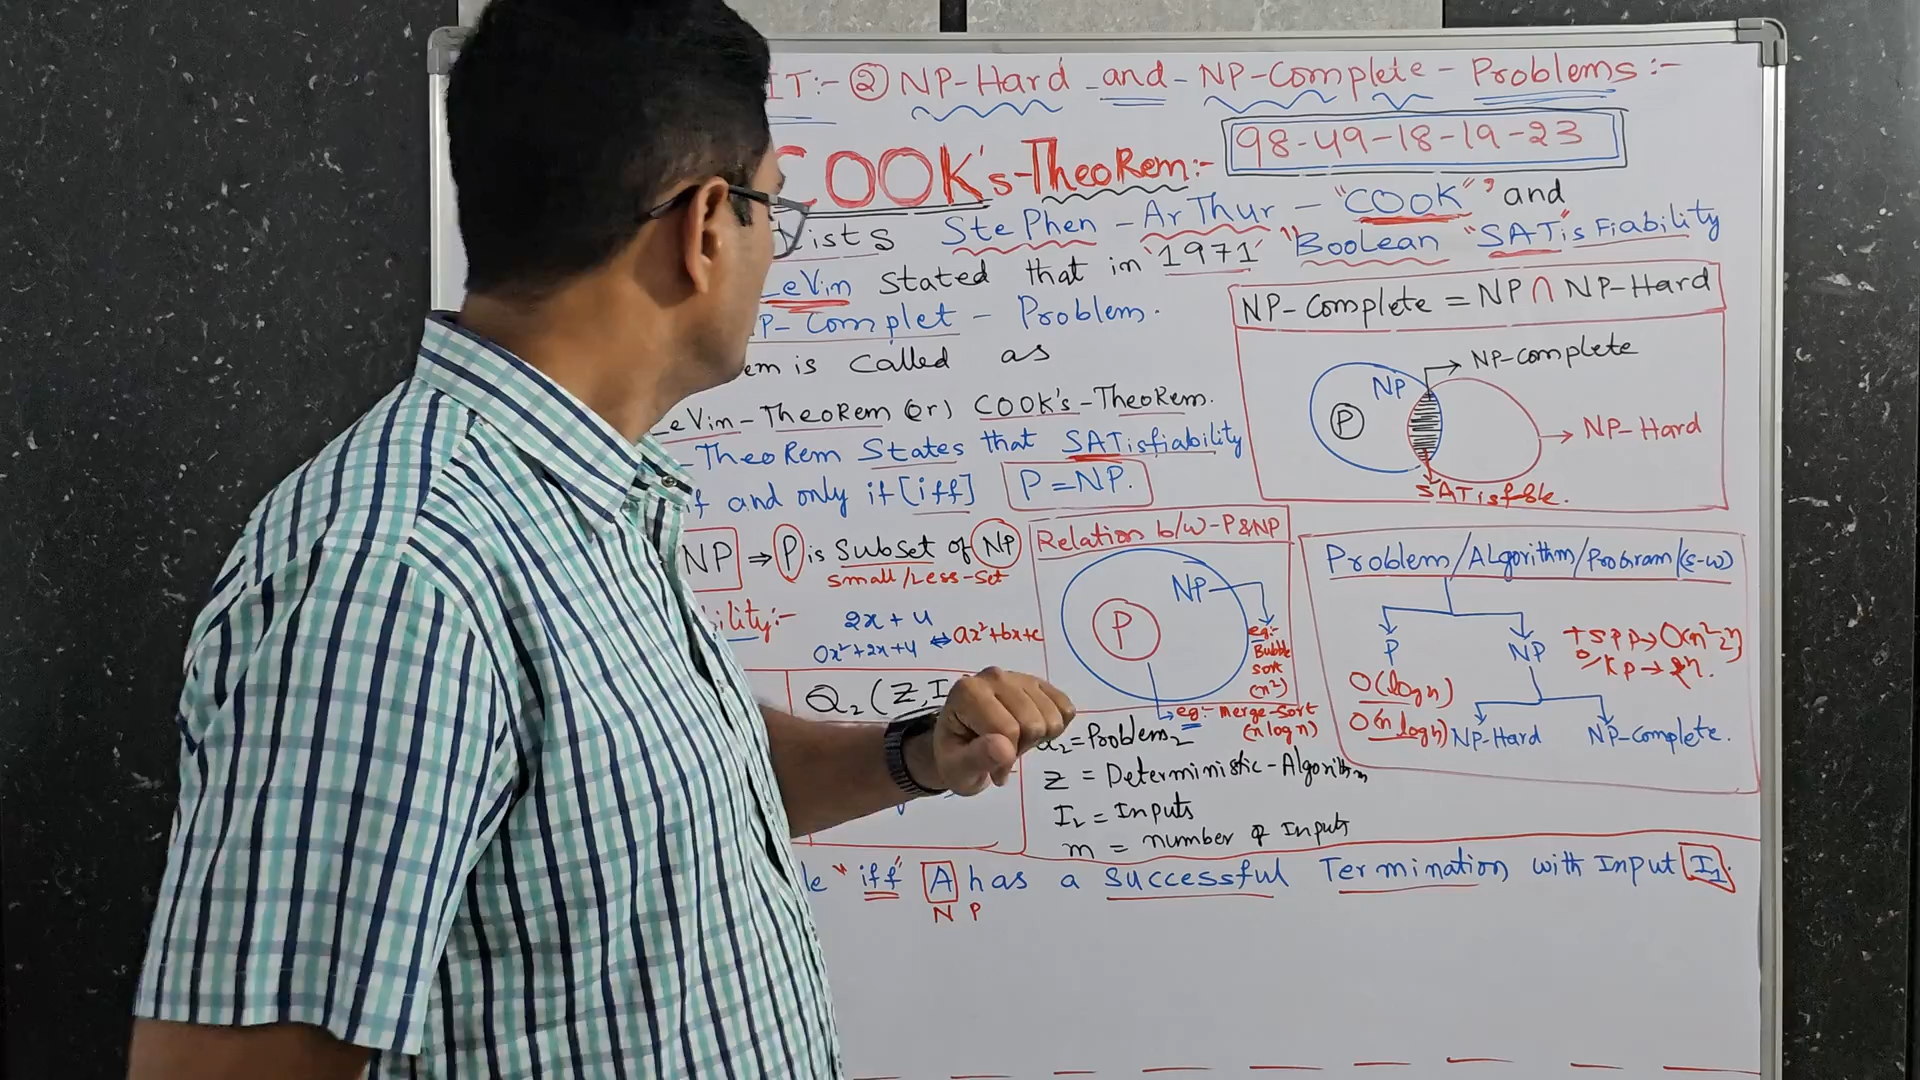 IT:- ② NP-Hard - and - NP-Complete - Problems :-
COOK's-TheoRem:-
98-49-18-19-23
ists StePhen - ArThur - "COOK"' and
LeVin stated that in '1971' "Boolean "SATisFiability
P-Complet - Problem.
em is called as
eVin-TheoRem (or) COOK's-TheoRem.
-TheoRem States that SATisfiability
if and only if [iff] P=NP.
NP-Complete = NP ∩ NP-Hard
NP-complete
NP
P
NP-Hard
NP ⇒ P is Subset of NP
Small/Less-Set
ility:-
2x+4
0x²+2x+4 ⇔ ax²+bx+c
Relation b/w-P&NP
NP
P
eg:-
Bubble
sort
(n²)
eg:- Merge-Sort
(n log n)
Problem/Algorithm/Program/(s-w)
P NP
O(log n)
O(n log n)
TSPP→O(n²2ⁿ)
NP-Hard NP-Complete.
Q₂(Z,I
=Problem₂
Z = Deterministic-Algorithm
I₂ = Inputs
m = number of Inputs
le "iff" A has a successful Termination with Input I₁.
N P